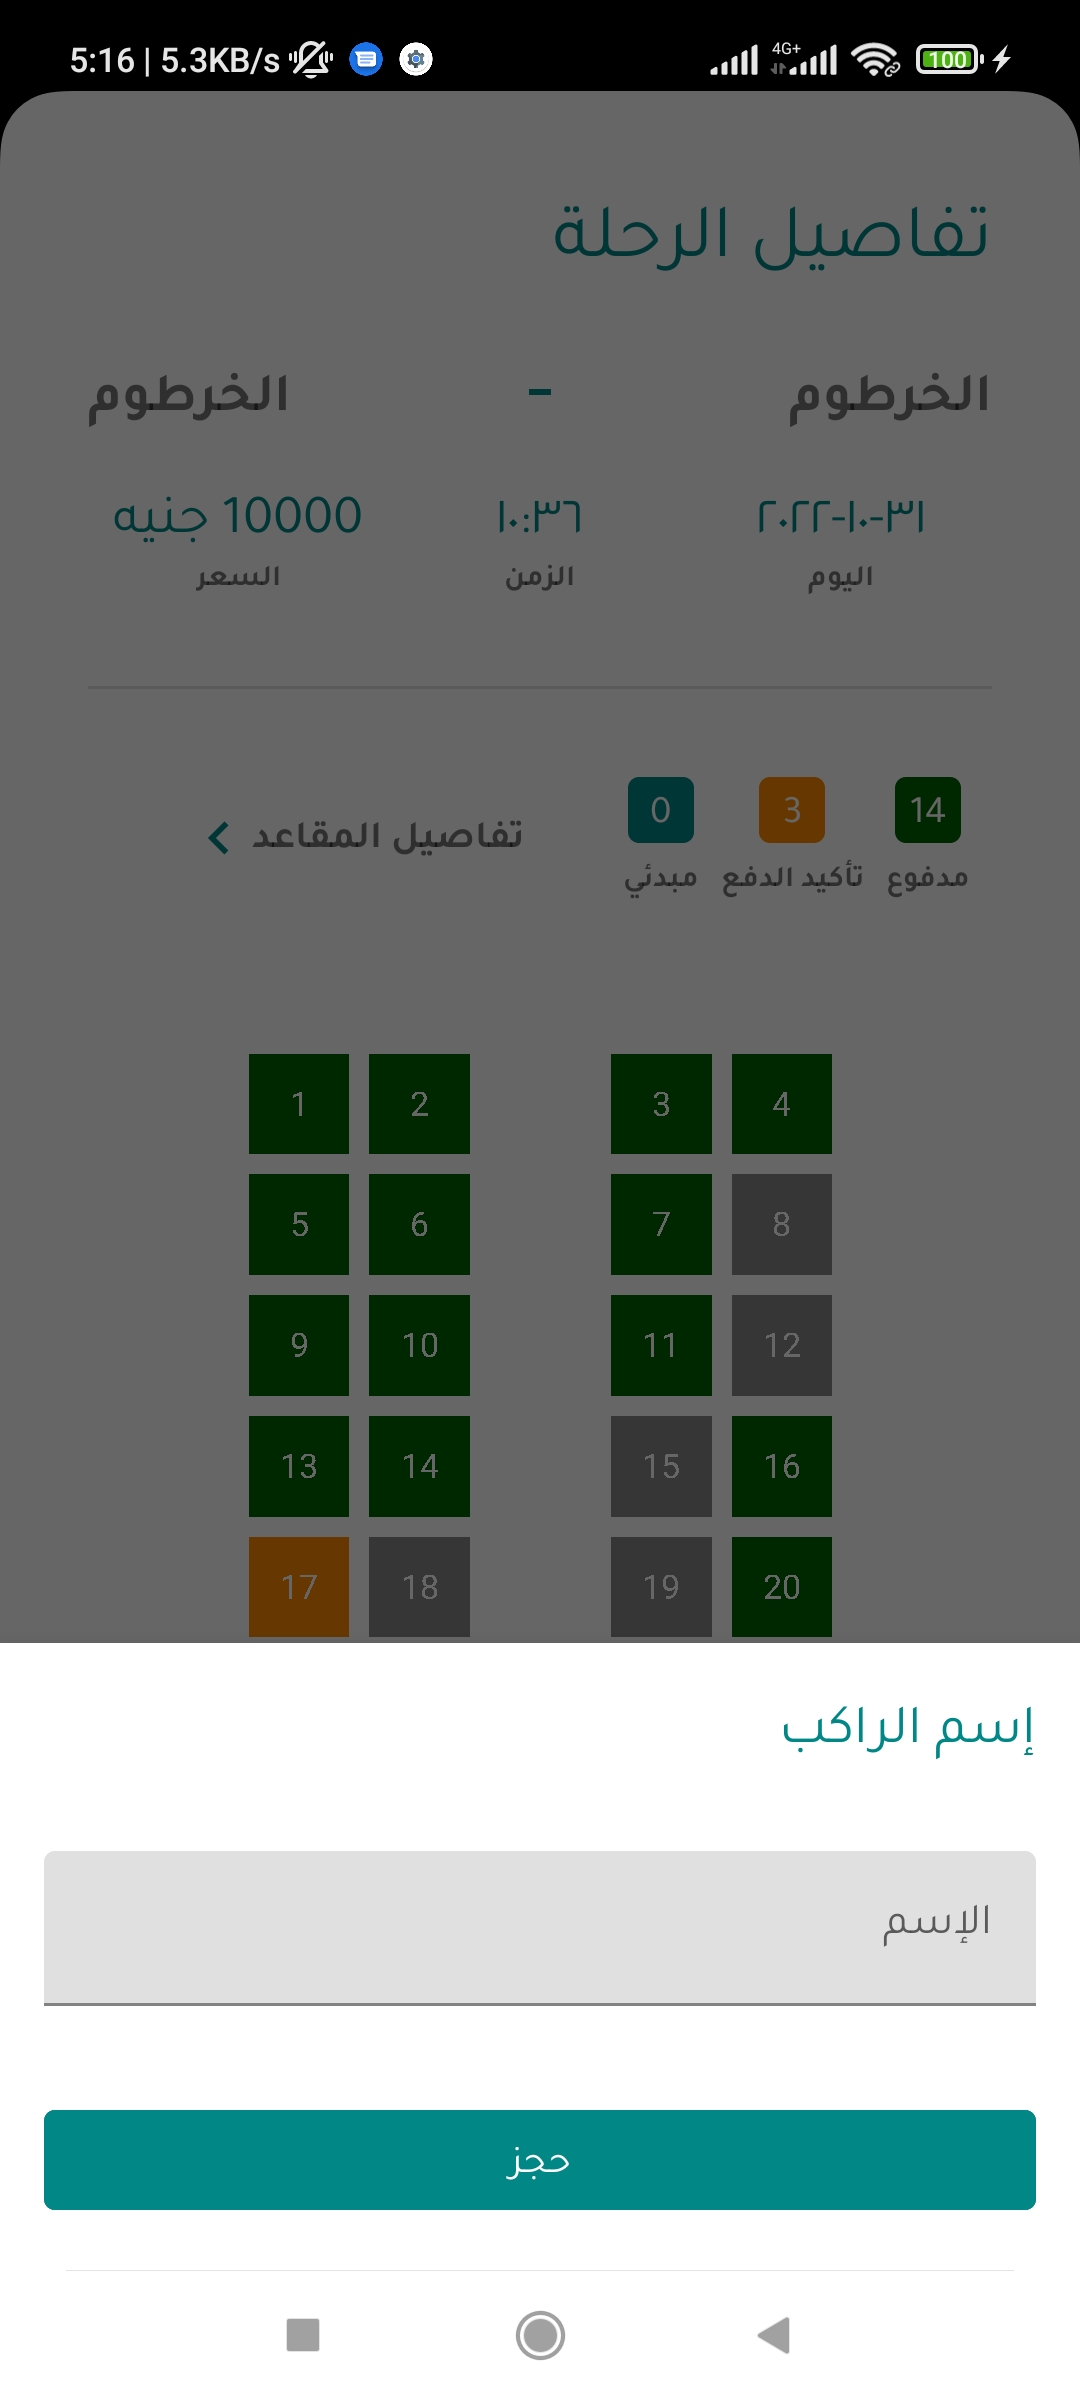 5:16 | 5.3KB/s 4G+ 100
تفاصيل الرحلة
الخرطوم - الخرطوم
٣١-١٠-٢٠٢٢ ١٠:٣٦ 10000 جنيه
اليوم الزمن السعر
14 3 0
مدفوع تأكيد الدفع مبدئي
تفاصيل المقاعد
1 2 3 4
5 6 7 8
9 10 11 12
13 14 15 16
17 18 19 20
إسم الراكب
الإسم
حجز